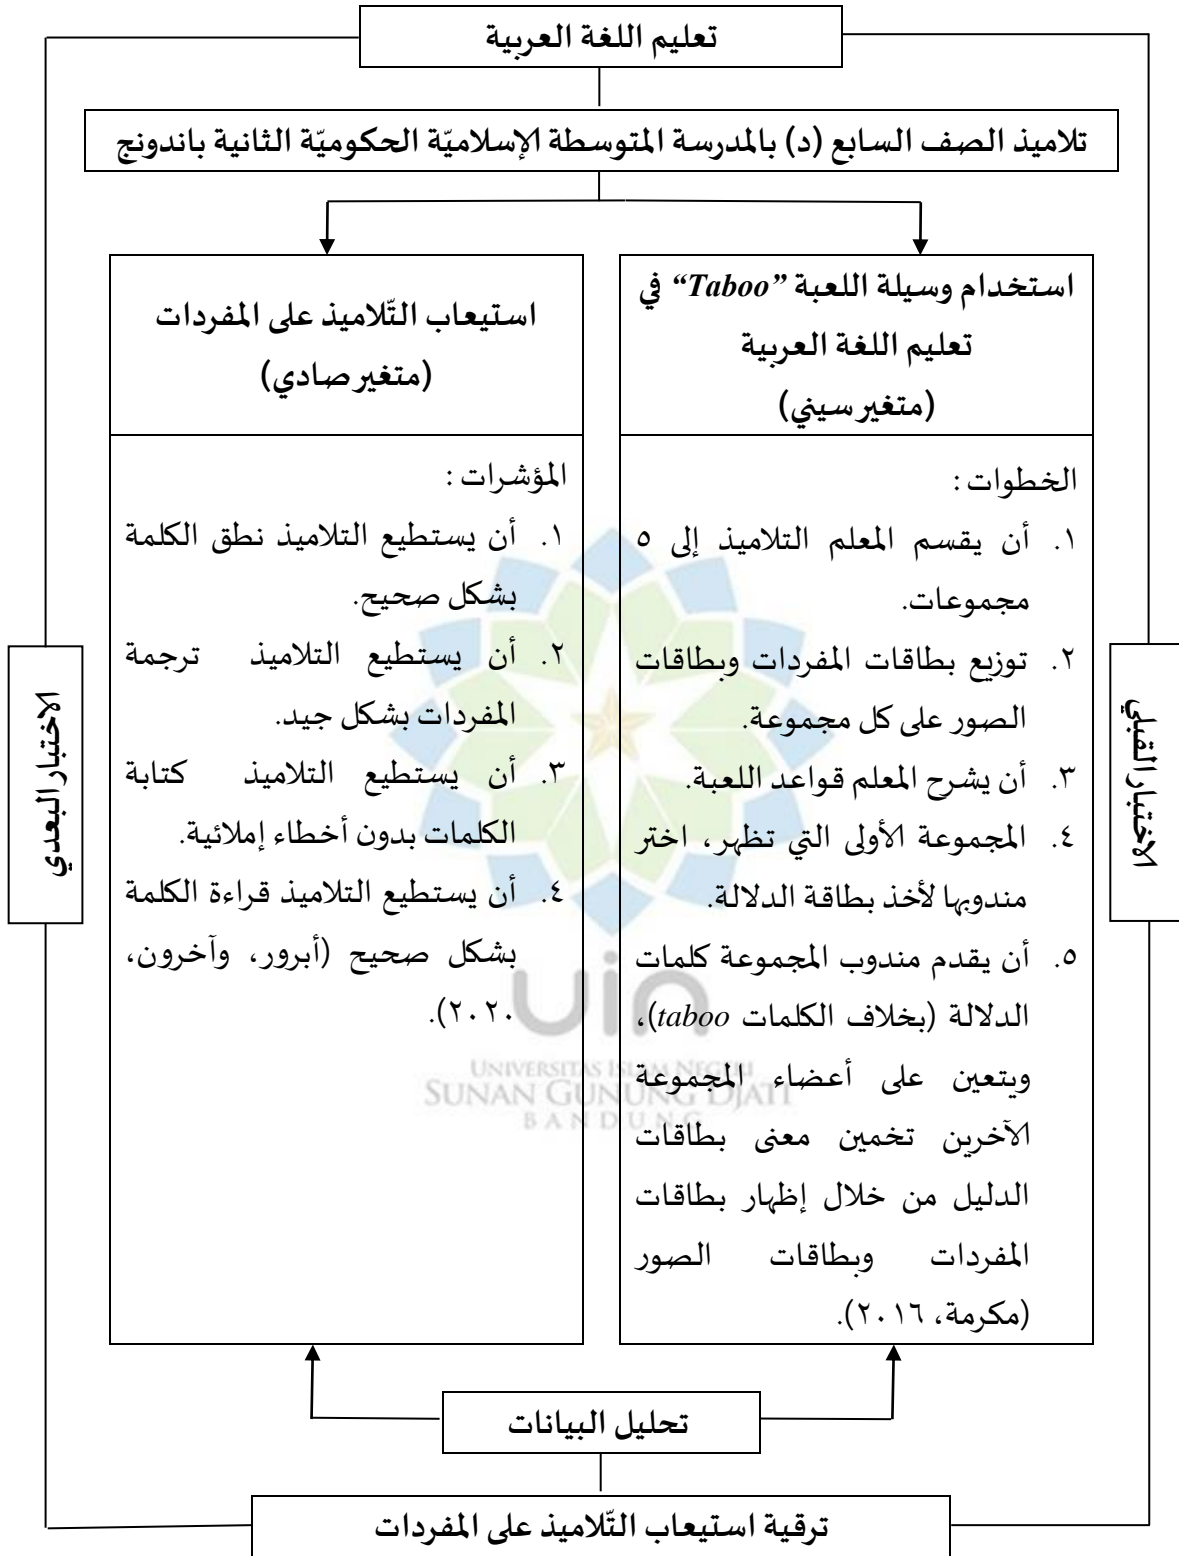 تعليم اللغة العربية
تلاميذ الصف السابع (د) بالمدرسة المتوسطة الإسلاميّة الحكوميّة الثانية باندونج
استخدام وسيلة اللعبة “Taboo” في
تعليم اللغة العربية
(متغير سيني)
الخطوات:
١. أن يقسم المعلم التلاميذ إلى ٥
مجموعات.
٢. توزيع بطاقات المفردات وبطاقات
الصور على كل مجموعة.
٣. أن يشرح المعلم قواعد اللعبة.
٤. المجموعة الأولى التي تظهر، اختر
مندوبها لأخذ بطاقة الدلالة.
٥. أن يقدم مندوب المجموعة كلمات
الدلالة (بخلاف الكلمات taboo)،
ويتعين على أعضاء المجموعة
الآخرين تخمين معنى بطاقات
الدليل من خلال إظهار بطاقات
المفردات وبطاقات الصور
(مكرمة، ٢٠١٦).
استيعاب التّلاميذ على المفردات
(متغير صادي)
المؤشرات:
١. أن يستطيع التلاميذ نطق الكلمة
بشكل صحيح.
٢. أن يستطيع التلاميذ ترجمة
المفردات بشكل جيد.
٣. أن يستطيع التلاميذ كتابة
الكلمات بدون أخطاء إملائية.
٤. أن يستطيع التلاميذ قراءة الكلمة
بشكل صحيح (أبرور، وآخرون،
٢٠٢٠).
الاختبار القبلي
الاختبار البعدي
uin
UNIVERSITAS ISLAM NEGERI
SUNAN GUNUNG DJATI
BANDUNG
تحليل البيانات
ترقية استيعاب التّلاميذ على المفردات